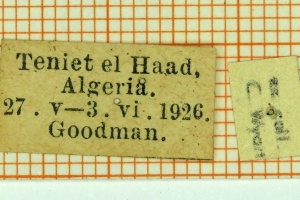 Teniet el Haad,
Algeria.
27. v—3. vi. 1926.
Goodman.